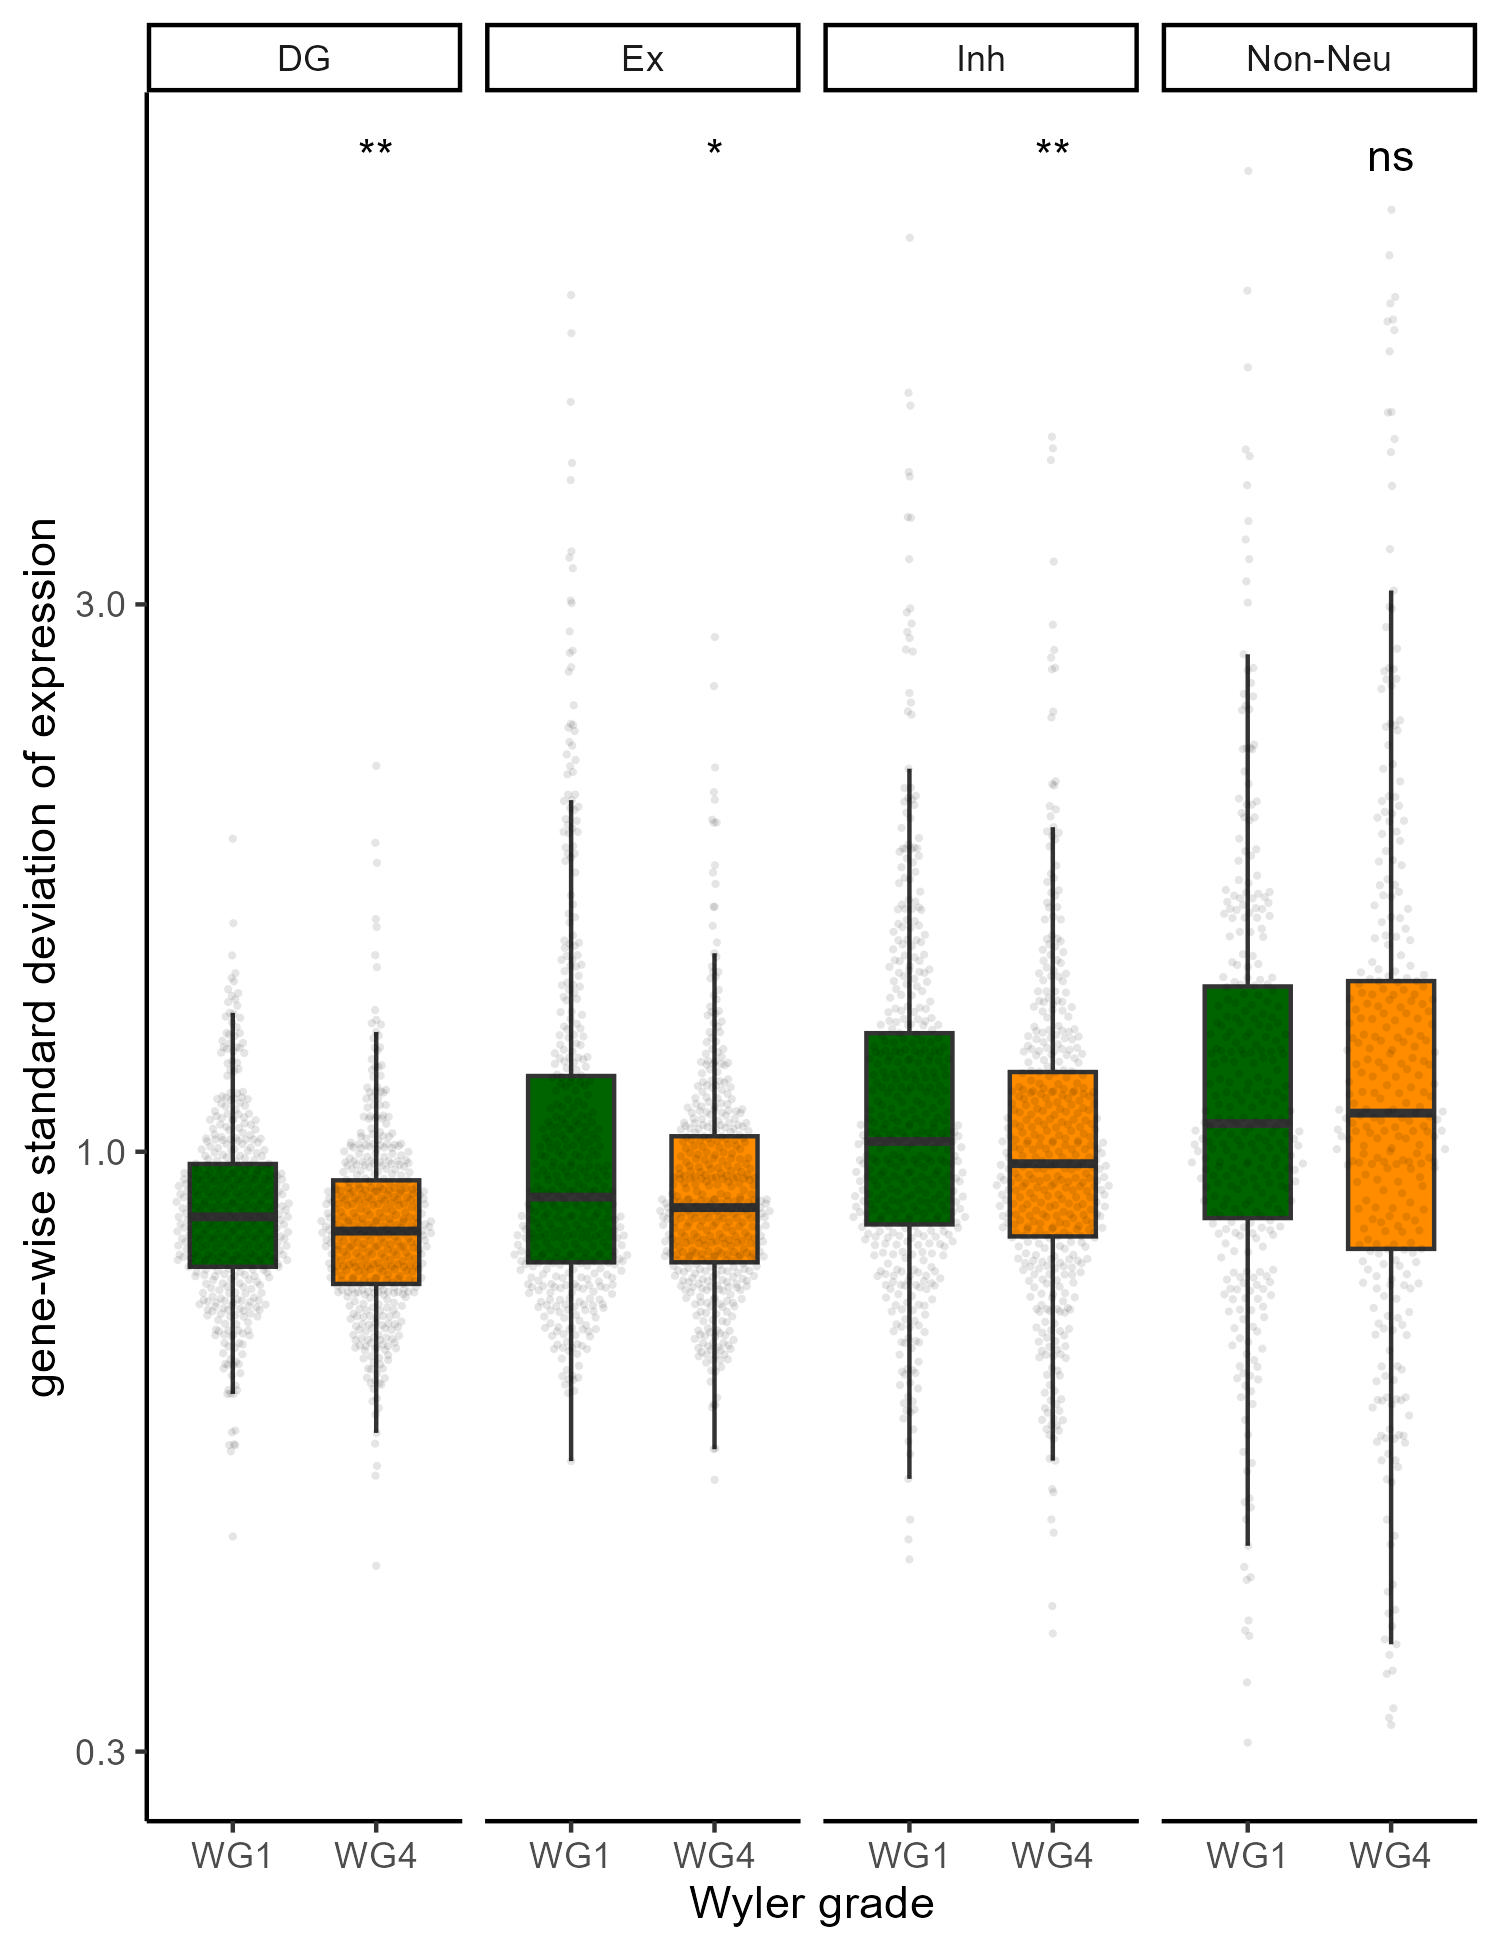 DG Ex Inh Non-Neu
** * ** ns
gene-wise standard deviation of expression
3.0
1.0
0.3
WG1 WG4 WG1 WG4 WG1 WG4 WG1 WG4
Wyler grade